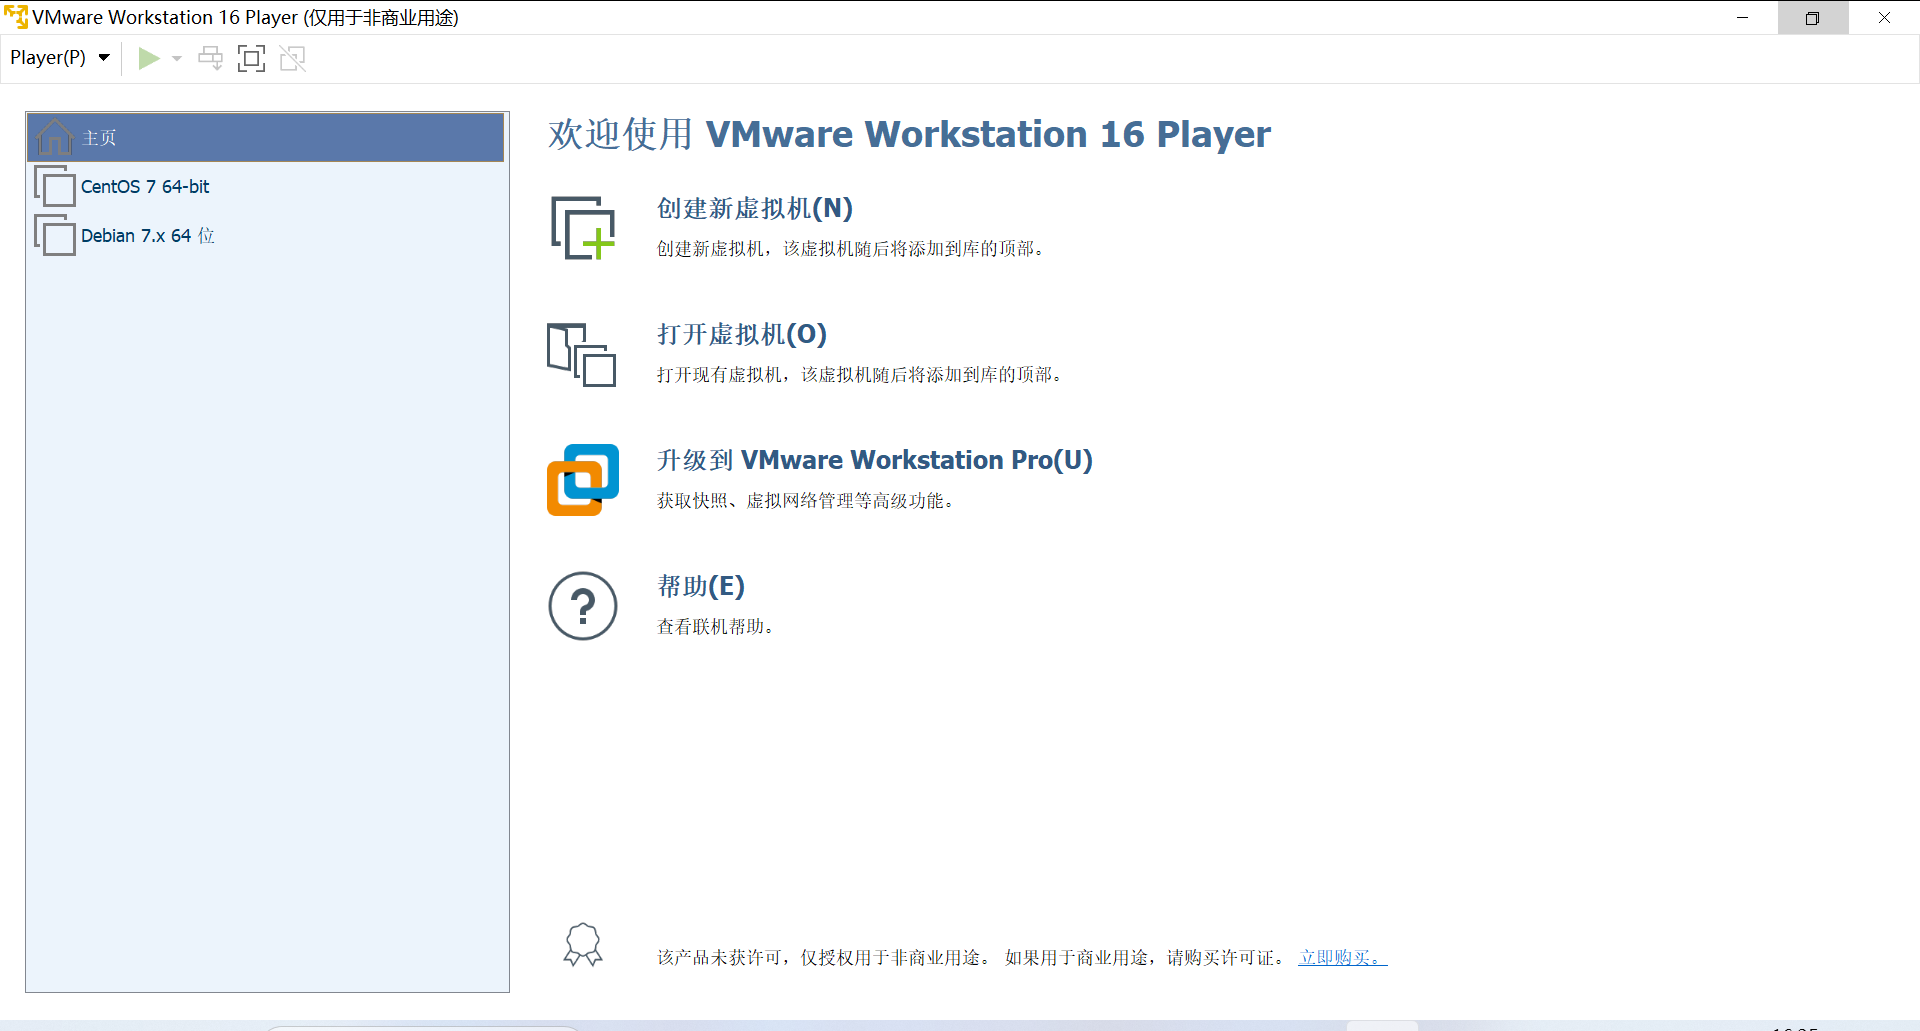 VMware Workstation 16 Player (仅用于非商业用途)
Player(P)
主页
CentOS 7 64-bit
Debian 7.x 64 位
欢迎使用 VMware Workstation 16 Player
创建新虚拟机(N)
创建新虚拟机，该虚拟机随后将添加到库的顶部。
打开虚拟机(O)
打开现有虚拟机，该虚拟机随后将添加到库的顶部。
升级到 VMware Workstation Pro(U)
获取快照、虚拟网络管理等高级功能。
帮助(E)
查看联机帮助。
该产品未获许可，仅授权用于非商业用途。 如果用于商业用途，请购买许可证。 立即购买。